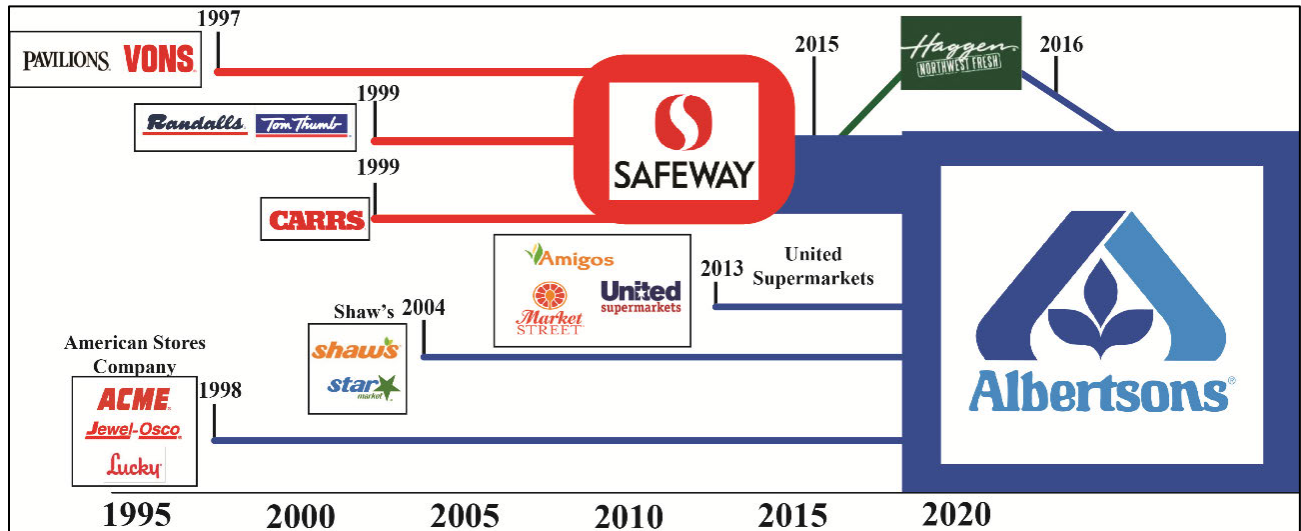 1997
PAVILIONS. VONS.
1999
Randalls. Tom Thumb
1999
CARRS
SAFEWAY
2015
Haggen
NORTHWEST FRESH
2016
Amigos
Market
STREET
United
supermarkets
2013
United
Supermarkets
Shaw's
2004
shaw's
star
market
American Stores
Company
1998
ACME
Jewel-Osco
Lucky
Albertsons®
1995 2000 2005 2010 2015 2020